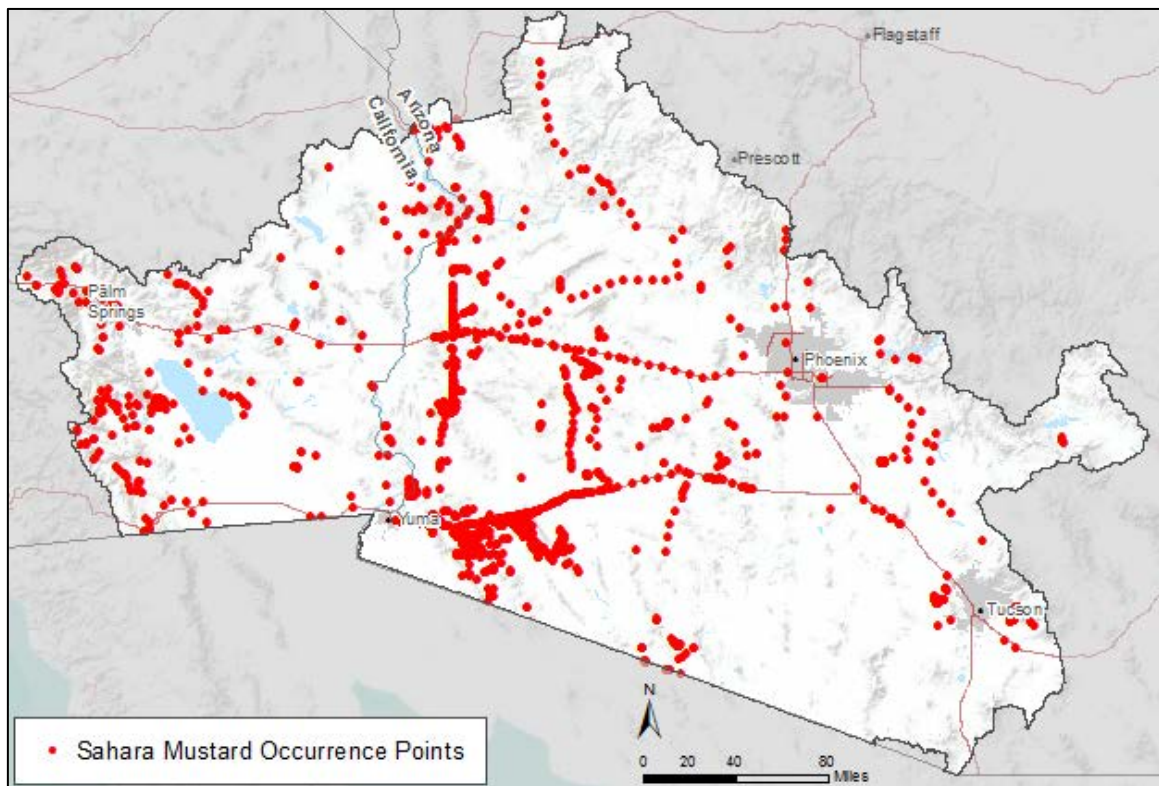 Flagstaff
Arizona
California
Prescott
Palm
Springs
Phoenix
Yuma
Tucson
N
Sahara Mustard Occurrence Points
0 20 40 80
Miles